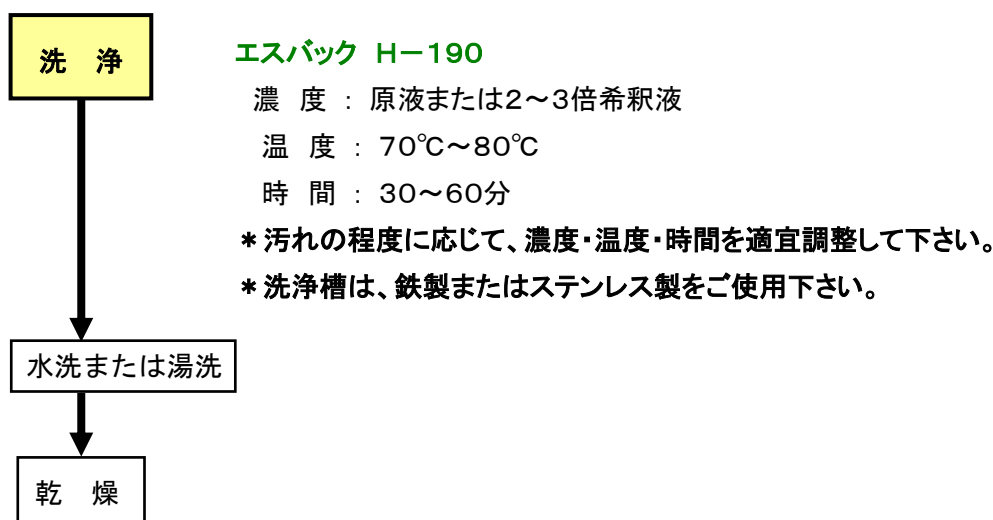 洗 浄
エスバック H－190
濃 度 : 原液または2～3倍希釈液
温 度 : 70℃～80℃
時 間 : 30～60分
＊汚れの程度に応じて、濃度・温度・時間を適宜調整して下さい。
＊洗浄槽は、鉄製またはステンレス製をご使用下さい。
水洗または湯洗
乾 燥